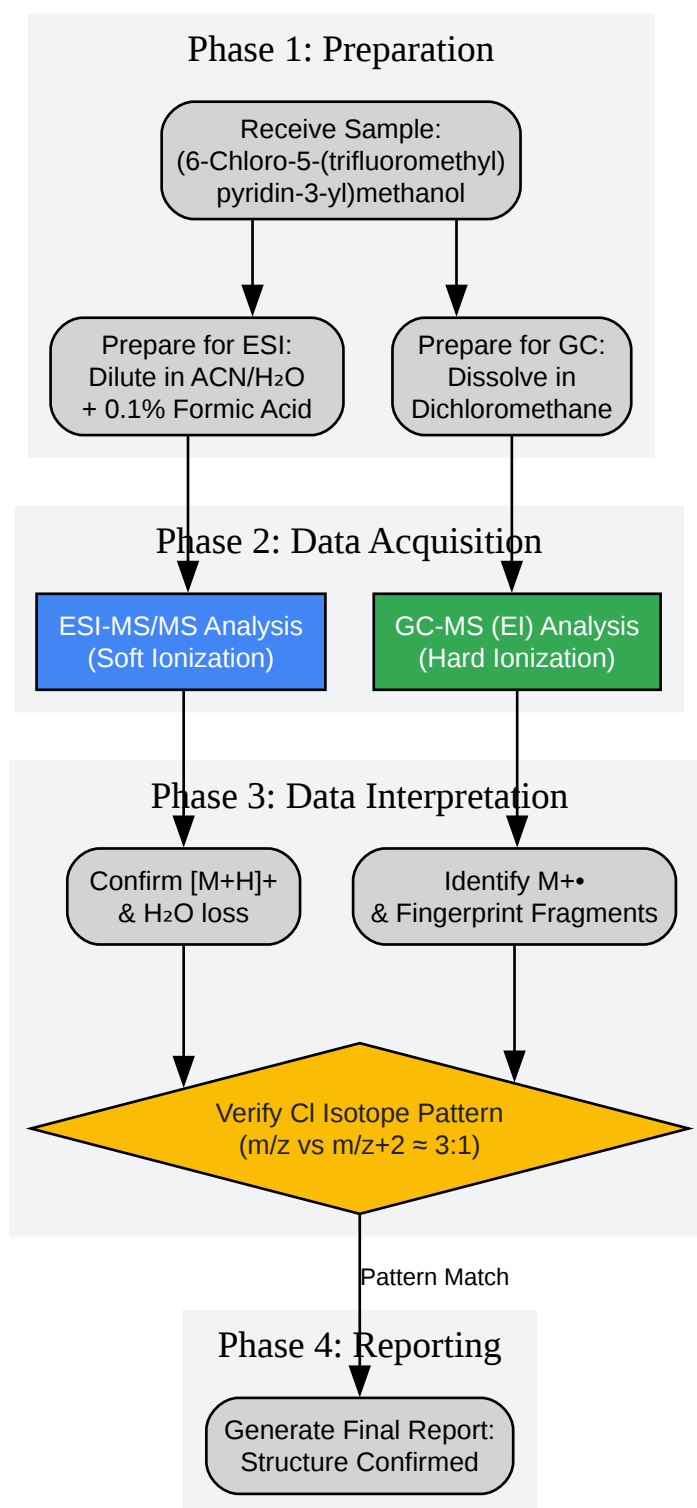 Phase 1: Preparation
Receive Sample:
(6-Chloro-5-(trifluoromethyl)
pyridin-3-yl)methanol
Prepare for ESI:
Dilute in ACN/H₂O
+ 0.1% Formic Acid
Prepare for GC:
Dissolve in
Dichloromethane
Phase 2: Data Acquisition
ESI-MS/MS Analysis
(Soft Ionization)
GC-MS (EI) Analysis
(Hard Ionization)
Phase 3: Data Interpretation
Confirm [M+H]+
& H₂O loss
Identify M+•
& Fingerprint Fragments
Verify Cl Isotope Pattern
(m/z vs m/z+2 ≈ 3:1)
Pattern Match
Phase 4: Reporting
Generate Final Report:
Structure Confirmed